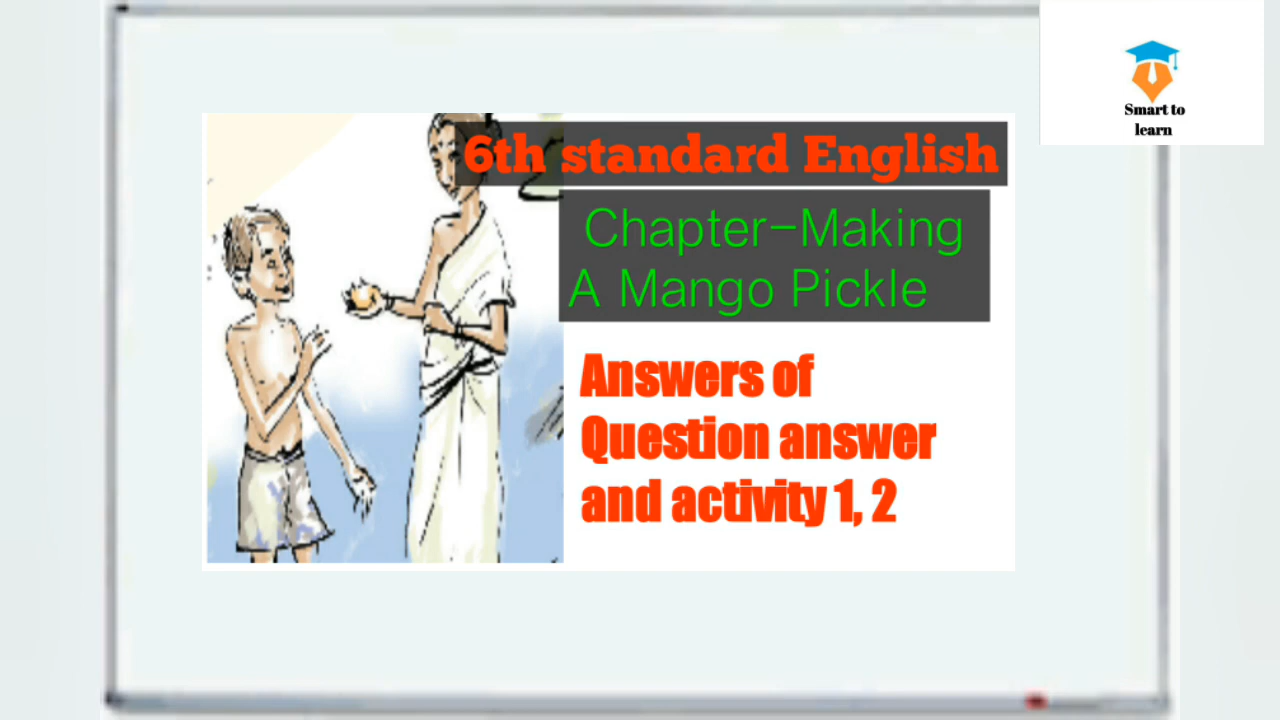 Smart to
learn
6th standard English
Chapter-Making
A Mango Pickle
Answers of
Question answer
and activity 1, 2